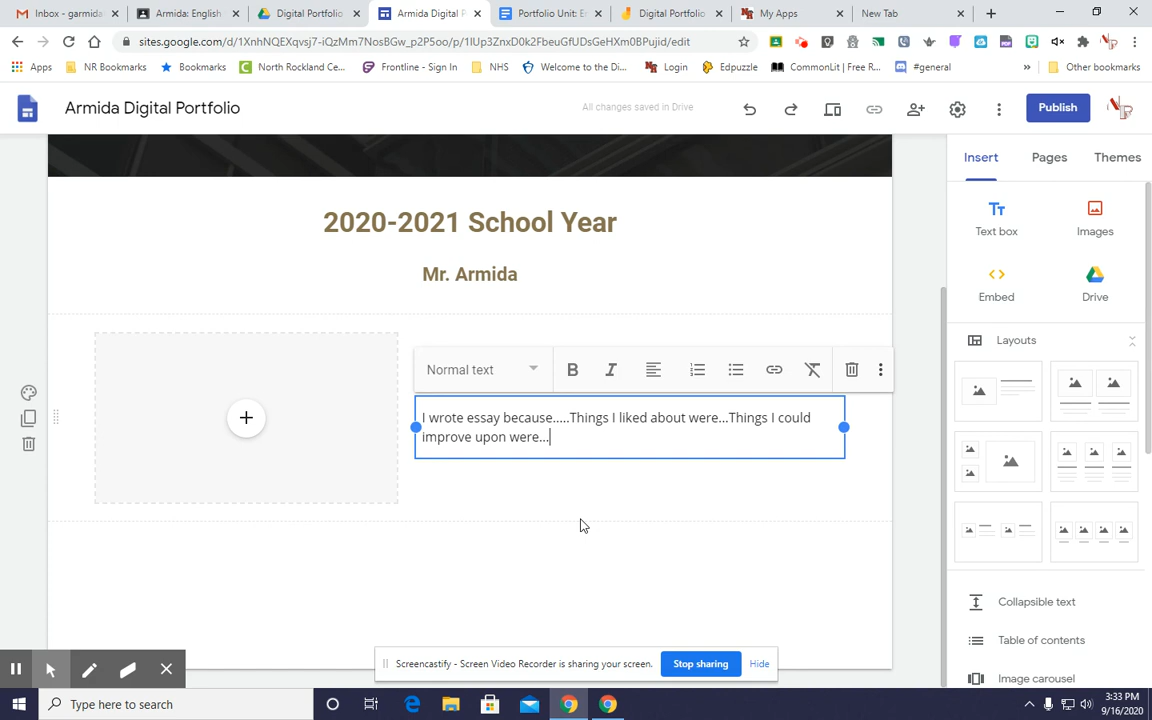 Inbox - garmida
Armida: English
Digital Portfolio
Armida Digital P
Portfolio Unit: E
Digital Portfolio
My Apps
New Tab
sites.google.com/d/1XnhNQEXqvsj7-iQzMm7NosBGw_p2P5oo/p/1IUp3ZnxD0k2FbeuGfUDsGeHXm0BPujid/edit
Apps
NR Bookmarks
Bookmarks
North Rockland Ce...
Frontline - Sign In
NHS
Welcome to the Di...
Login
Edpuzzle
CommonLit | Free R...
#general
»
Other bookmarks
Armida Digital Portfolio
All changes saved in Drive
Publish
Insert
Pages
Themes
2020-2021 School Year
Mr. Armida
Text box
Images
Embed
Drive
Layouts
Normal text
I wrote essay because.....Things I liked about were...Things I could
improve upon were...
Collapsible text
Table of contents
Image carousel
Screencastify - Screen Video Recorder is sharing your screen.
Stop sharing
Hide
Type here to search
3:33 PM
9/16/2020